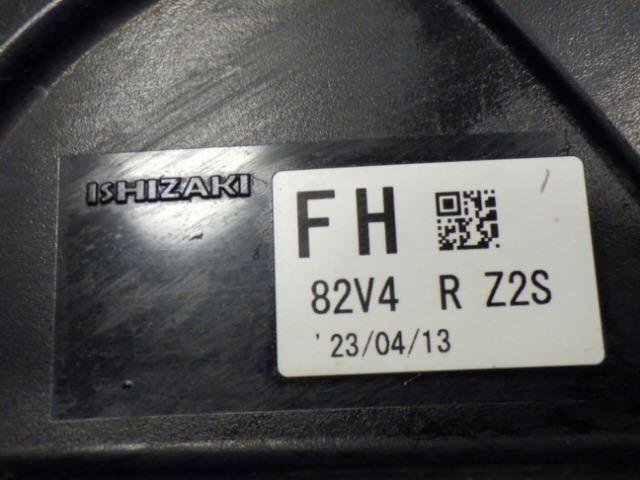 ISHIZAKI
FH
82V4 R Z2S
'23/04/13